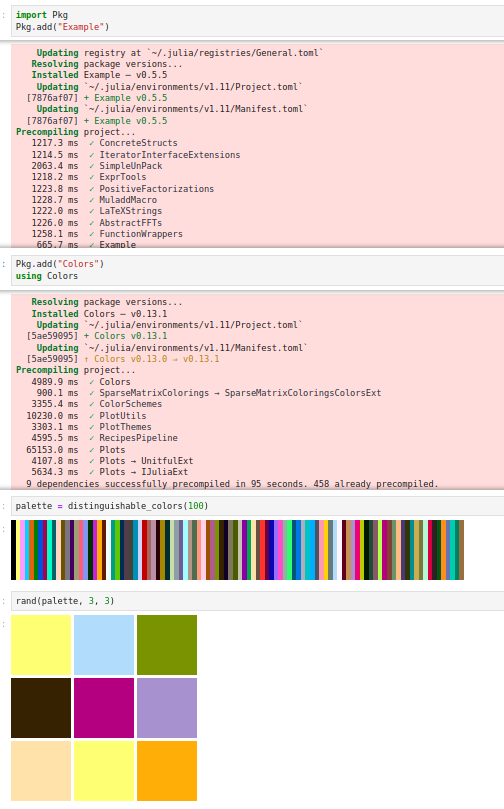 import Pkg
Pkg.add("Example")
Updating registry at `~/.julia/registries/General.toml`
Resolving package versions...
Installed Example ─ v0.5.5
Updating `~/.julia/environments/v1.11/Project.toml`
[7876af07] + Example v0.5.5
Updating `~/.julia/environments/v1.11/Manifest.toml`
[7876af07] + Example v0.5.5
Precompiling project...
1217.3 ms ✓ ConcreteStructs
1214.5 ms ✓ IteratorInterfaceExtensions
2063.4 ms ✓ SimpleUnPack
1218.2 ms ✓ ExprTools
1223.8 ms ✓ PositiveFactorizations
1228.7 ms ✓ MuladdMacro
1222.0 ms ✓ LaTeXStrings
1226.0 ms ✓ AbstractFFTs
1258.1 ms ✓ FunctionWrappers
665.7 ms ✓ Example
Pkg.add("Colors")
using Colors
Resolving package versions...
Installed Colors ─ v0.13.1
Updating `~/.julia/environments/v1.11/Project.toml`
[5ae59095] + Colors v0.13.1
Updating `~/.julia/environments/v1.11/Manifest.toml`
[5ae59095] ↑ Colors v0.13.0 ⇒ v0.13.1
Precompiling project...
4989.9 ms ✓ Colors
900.1 ms ✓ SparseMatrixColorings → SparseMatrixColoringsColorsExt
3355.4 ms ✓ ColorSchemes
10230.0 ms ✓ PlotUtils
3303.1 ms ✓ PlotThemes
4595.5 ms ✓ RecipesPipeline
65153.0 ms ✓ Plots
4107.8 ms ✓ Plots → UnitfulExt
5634.3 ms ✓ Plots → IJuliaExt
9 dependencies successfully precompiled in 95 seconds. 458 already precompiled.
palette = distinguishable_colors(100)
rand(palette, 3, 3)